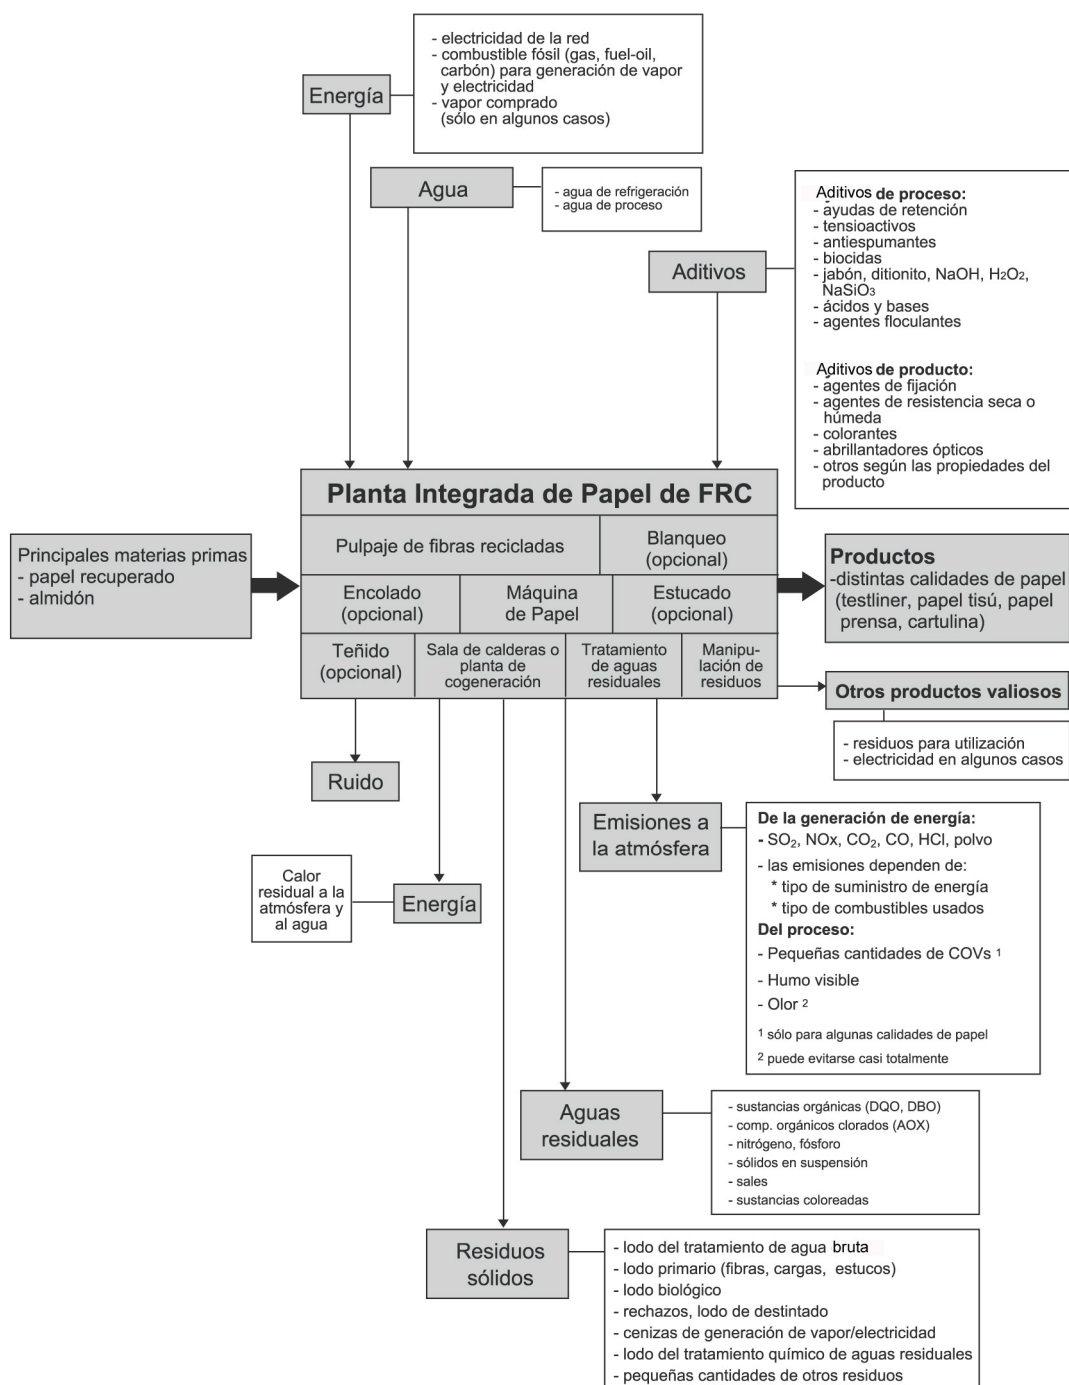 - electricidad de la red
- combustible fósil (gas, fuel-oil,
carbón) para generación de vapor
y electricidad
- vapor comprado
(sólo en algunos casos)
Energía
Agua
- agua de refrigeración
- agua de proceso
Aditivos
Aditivos de proceso:
- ayudas de retención
- tensioactivos
- antiespumantes
- biocidas
- jabón, ditionito, NaOH, H2O2,
NaSiO3
- ácidos y bases
- agentes floculantes
Aditivos de producto:
- agentes de fijación
- agentes de resistencia seca o
húmeda
- colorantes
- abrillantadores ópticos
- otros según las propiedades del
producto
Planta Integrada de Papel de FRC
Pulpaje de fibras recicladas
Blanqueo
(opcional)
Encolado
(opcional)
Máquina
de Papel
Estucado
(opcional)
Teñido
(opcional)
Sala de calderas o
planta de
cogeneración
Tratamiento
de aguas
residuales
Manipu-
lación de
residuos
Principales materias primas
- papel recuperado
- almidón
Productos
-distintas calidades de papel
(testliner, papel tisú, papel
prensa, cartulina)
Otros productos valiosos
- residuos para utilización
- electricidad en algunos casos
Ruido
Emisiones a
la atmósfera
De la generación de energía:
- SO2, NOx, CO2, CO, HCl, polvo
- las emisiones dependen de:
* tipo de suministro de energía
* tipo de combustibles usados
Del proceso:
- Pequeñas cantidades de COVs 1
- Humo visible
- Olor 2
1 sólo para algunas calidades de papel
2 puede evitarse casi totalmente
Calor
residual a la
atmósfera y
al agua
Energía
Aguas
residuales
- sustancias orgánicas (DQO, DBO)
- comp. orgánicos clorados (AOX)
- nitrógeno, fósforo
- sólidos en suspensión
- sales
- sustancias coloreadas
Residuos
sólidos
- lodo del tratamiento de agua bruta
- lodo primario (fibras, cargas, estucos)
- lodo biológico
- rechazos, lodo de destintado
- cenizas de generación de vapor/electricidad
- lodo del tratamiento químico de aguas residuales
- pequeñas cantidades de otros residuos